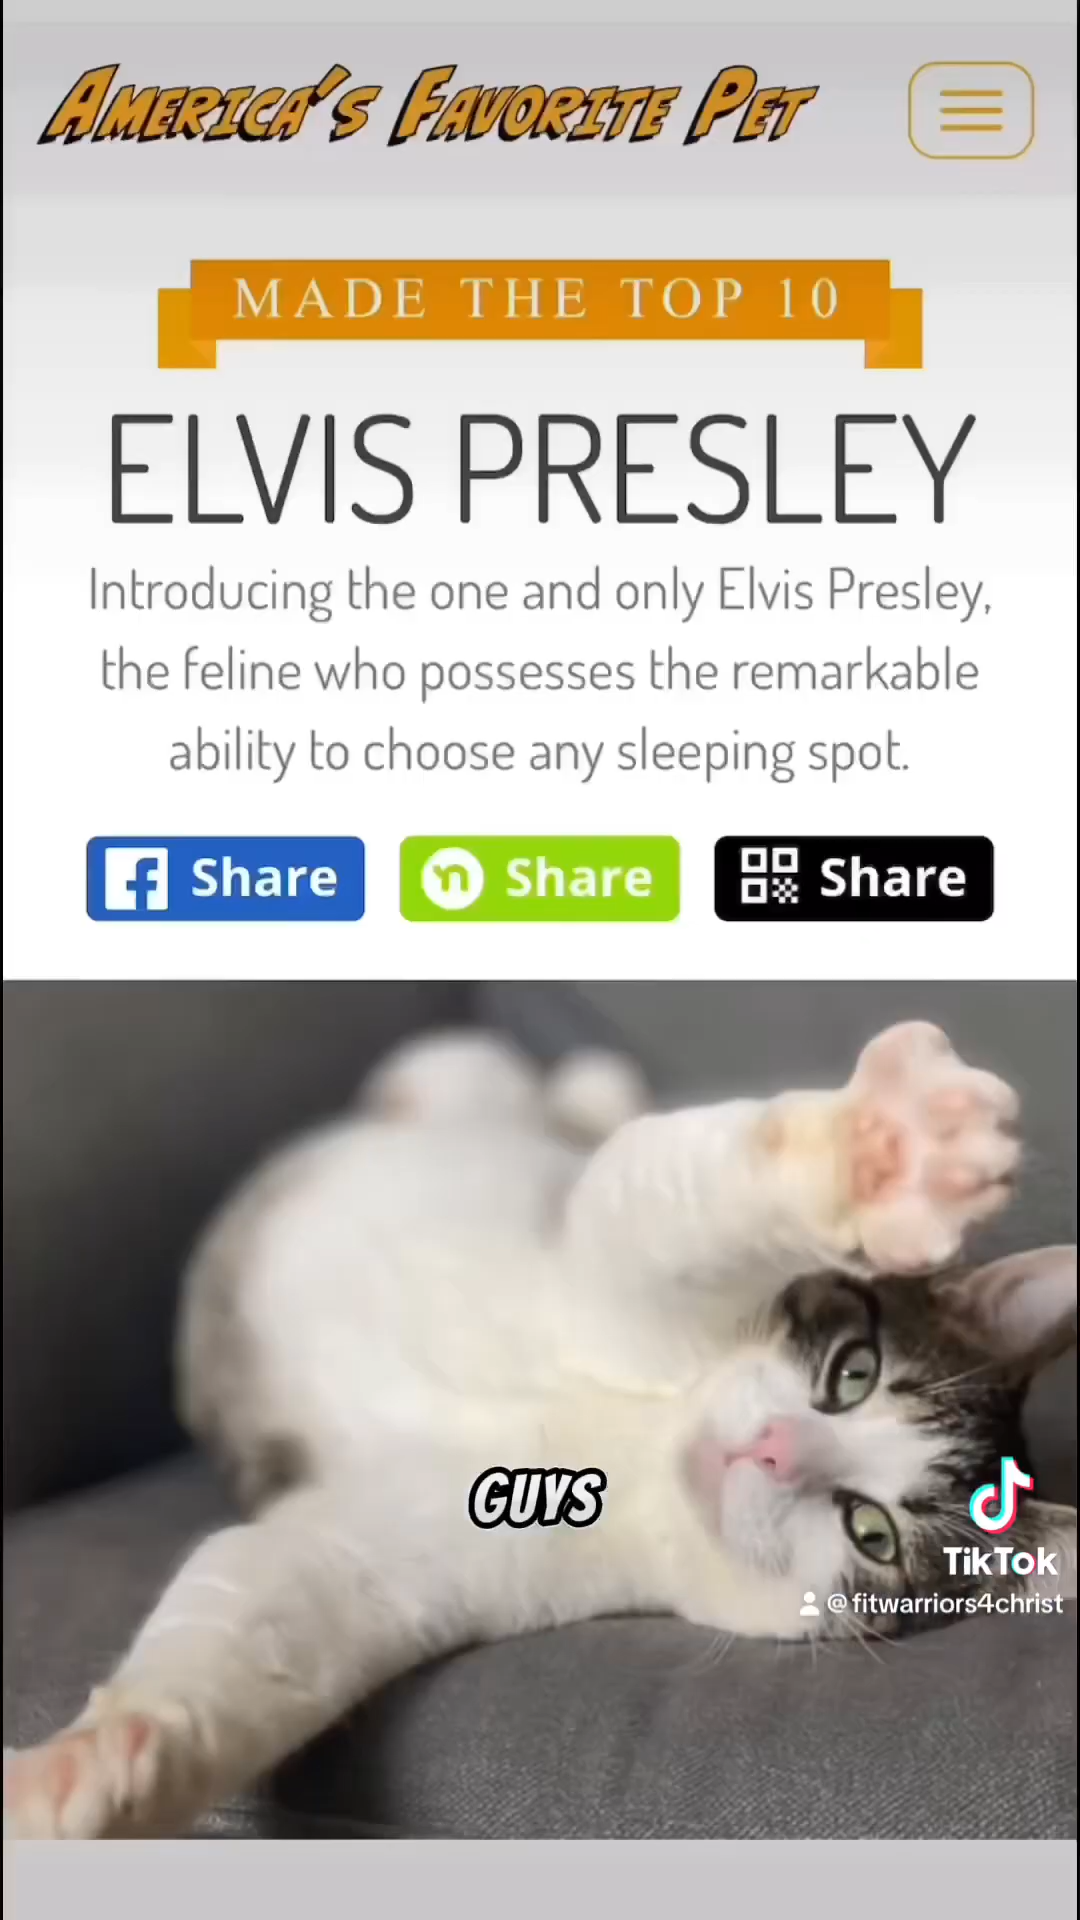 AMERICA'S FAVORITE PET
MADE THE TOP 10
ELVIS PRESLEY
Introducing the one and only Elvis Presley,
the feline who possesses the remarkable
ability to choose any sleeping spot.
Share Share Share
GUYS
TikTok
@fitwarriors4christ